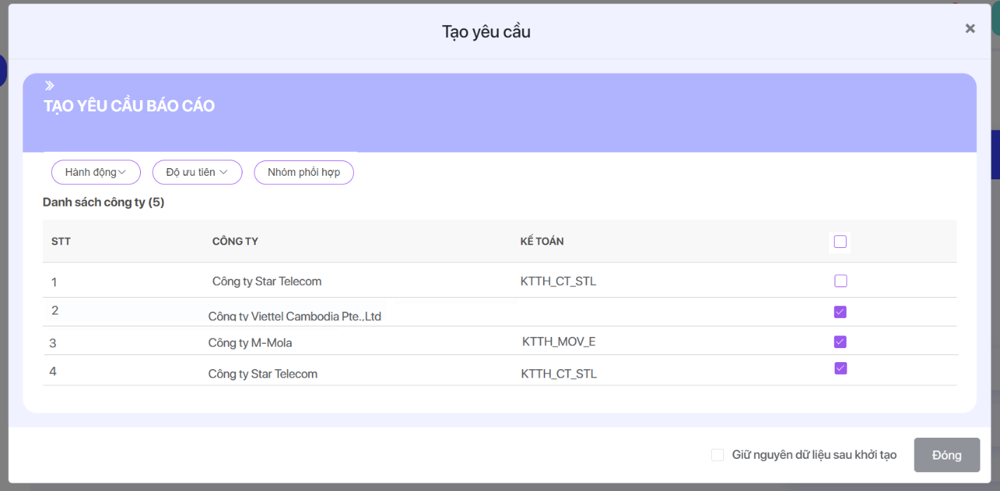 Tạo yêu cầu
TẠO YÊU CẦU BÁO CÁO
Hành động Độ ưu tiên Nhóm phối hợp
Danh sách công ty (5)
STT CÔNG TY KẾ TOÁN
1 Công ty Star Telecom KTTH_CT_STL
2 Công ty Viettel Cambodia Pte.,Ltd
3 Công ty M-Mola KTTH_MOV_E
4 Công ty Star Telecom KTTH_CT_STL
Giữ nguyên dữ liệu sau khởi tạo Đóng